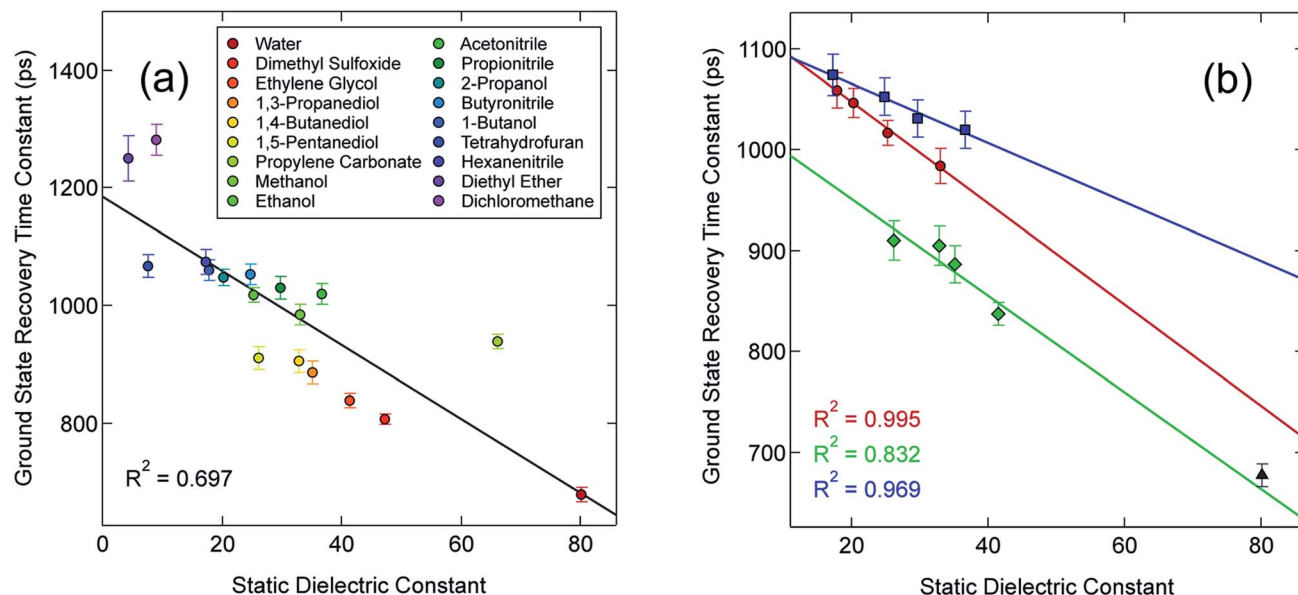 Ground State Recovery Time Constant (ps)
1400
1200
1000
800
(a)
Water
Dimethyl Sulfoxide
Ethylene Glycol
1,3-Propanediol
1,4-Butanediol
1,5-Pentanediol
Propylene Carbonate
Methanol
Ethanol
Acetonitrile
Propionitrile
2-Propanol
Butyronitrile
1-Butanol
Tetrahydrofuran
Hexanenitrile
Diethyl Ether
Dichloromethane
R² = 0.697
0 20 40 60 80
Static Dielectric Constant
Ground State Recovery Time Constant (ps)
1100
1000
900
800
700
(b)
R² = 0.995
R² = 0.832
R² = 0.969
20 40 60 80
Static Dielectric Constant